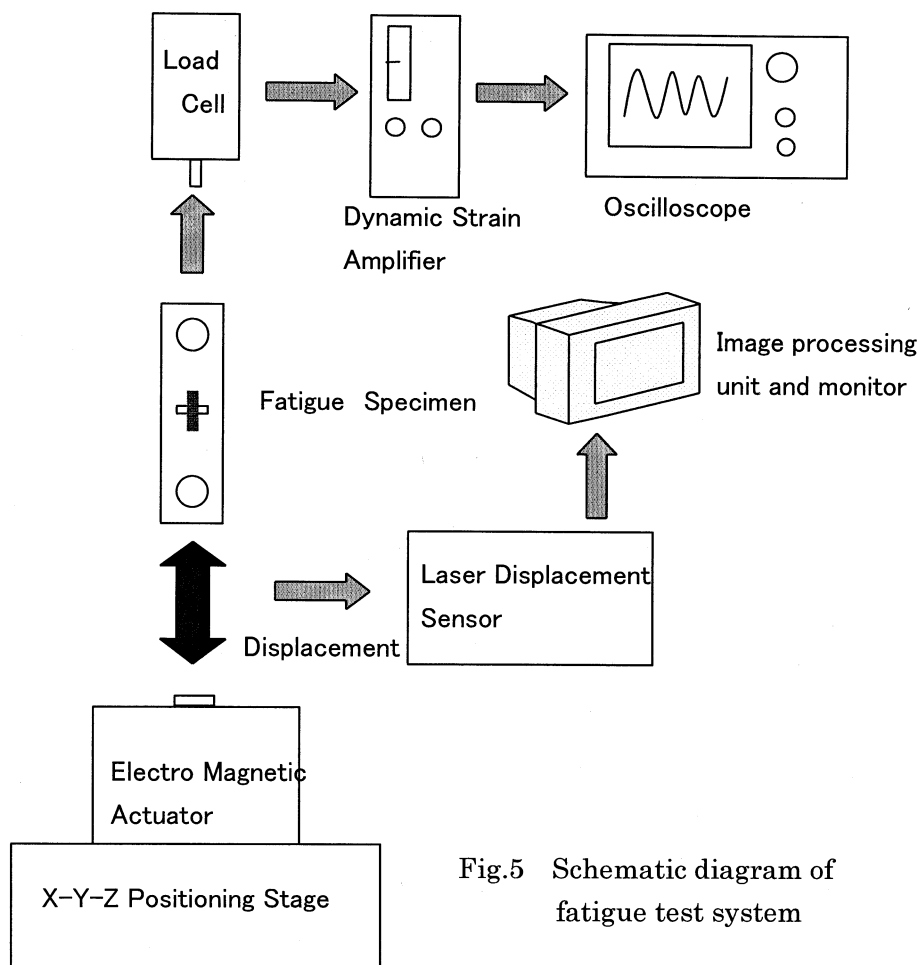 Load
Cell
Dynamic Strain
Amplifier
Oscilloscope
Fatigue Specimen
Image processing
unit and monitor
Laser Displacement
Sensor
Displacement
Electro Magnetic
Actuator
X-Y-Z Positioning Stage
Fig.5 Schematic diagram of
fatigue test system